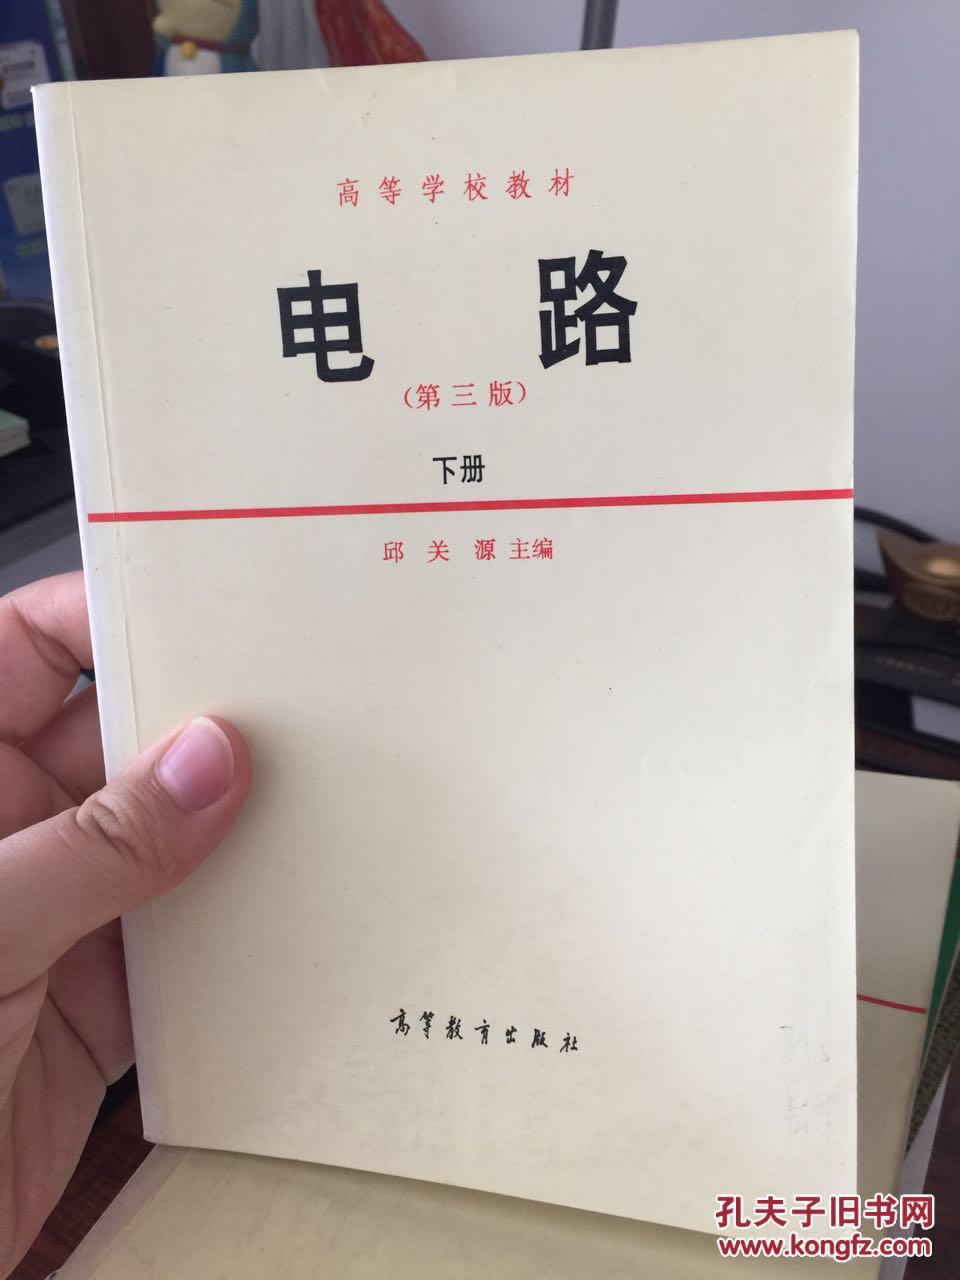 高等学校教材
电路
（第三版）
下册
邱关源 主编
高等教育出版社
孔夫子旧书网
www.kongfz.com